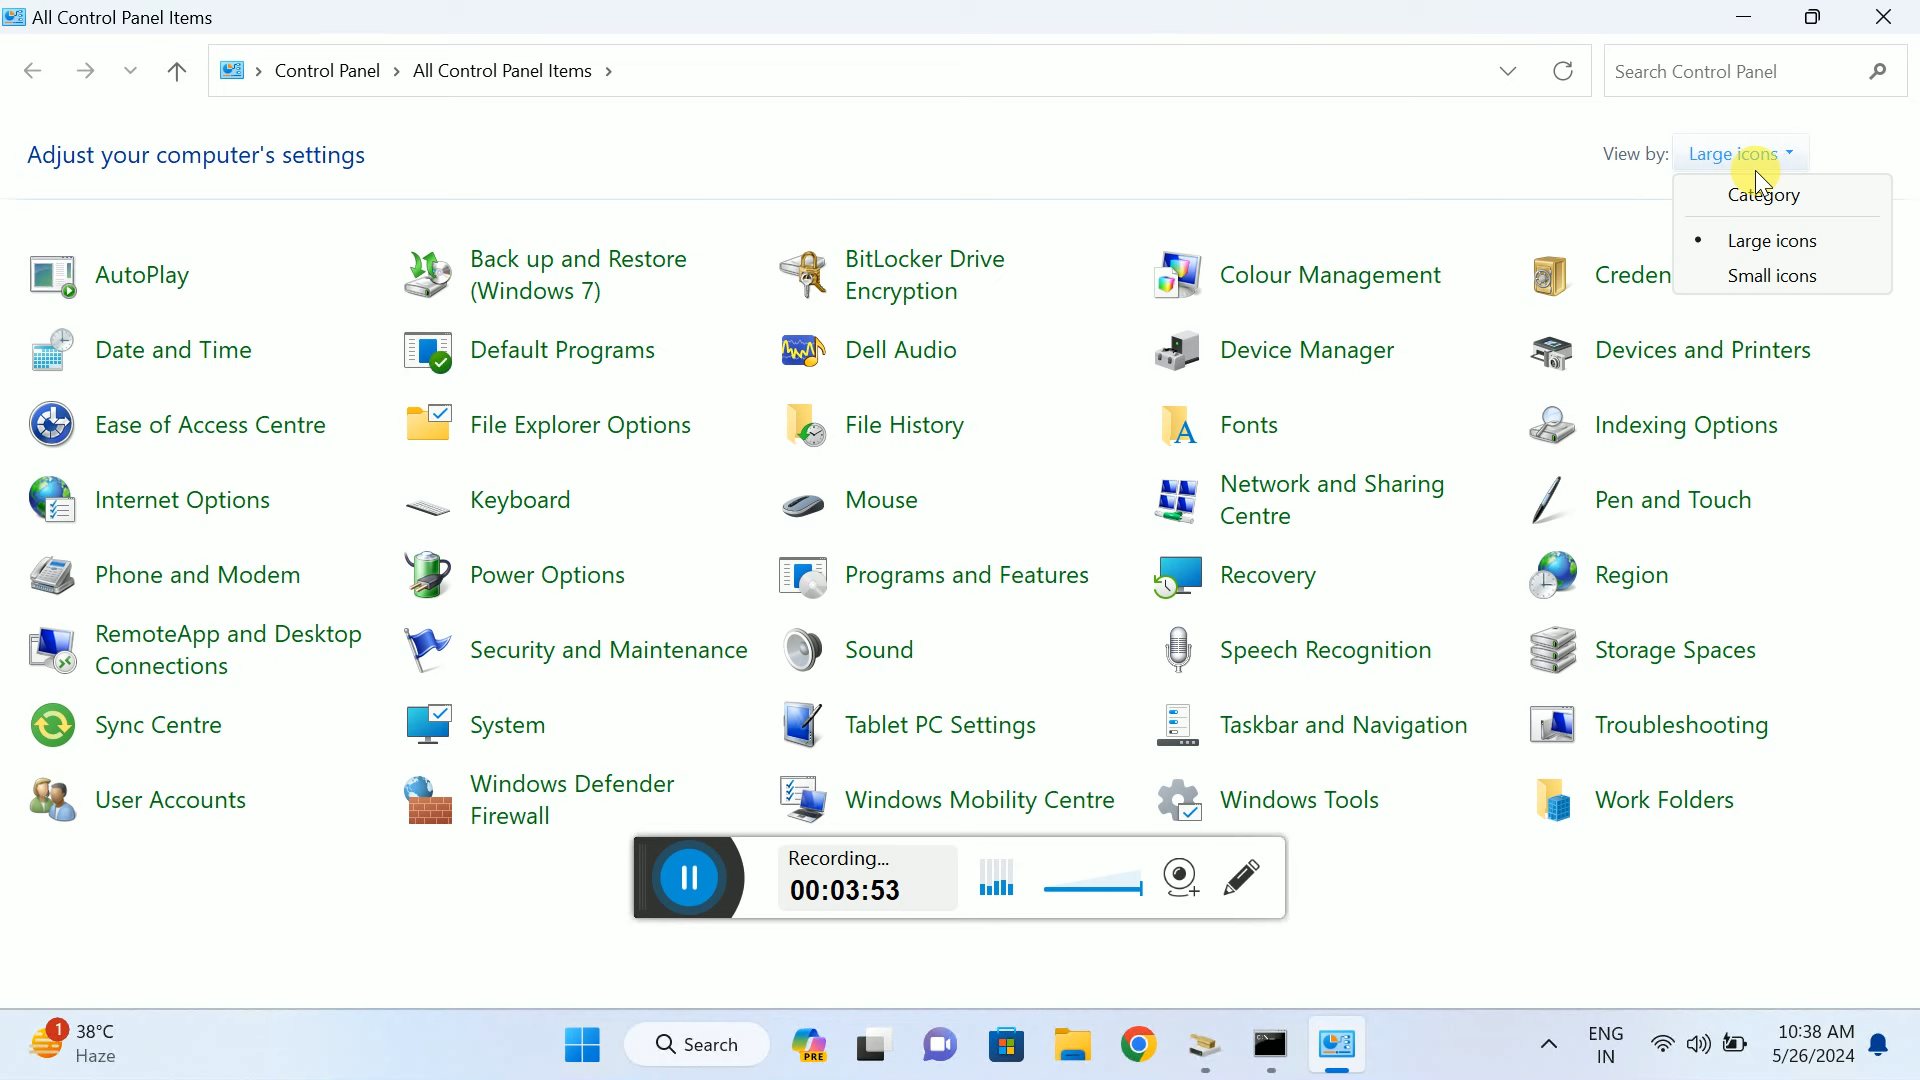 All Control Panel Items
Control Panel > All Control Panel Items >
Search Control Panel
Adjust your computer's settings
View by: Large icons
Category
Large icons
Small icons
AutoPlay
Back up and Restore
(Windows 7)
BitLocker Drive
Encryption
Colour Management
Creden
Date and Time
Default Programs
Dell Audio
Device Manager
Devices and Printers
Ease of Access Centre
File Explorer Options
File History
Fonts
Indexing Options
Internet Options
Keyboard
Mouse
Network and Sharing
Centre
Pen and Touch
Phone and Modem
Power Options
Programs and Features
Recovery
Region
RemoteApp and Desktop
Connections
Security and Maintenance
Sound
Speech Recognition
Storage Spaces
Sync Centre
System
Tablet PC Settings
Taskbar and Navigation
Troubleshooting
User Accounts
Windows Defender
Firewall
Windows Mobility Centre
Windows Tools
Work Folders
Recording...
00:03:53
1
38°C
Haze
Search
PRE
ENG
IN
10:38 AM
5/26/2024